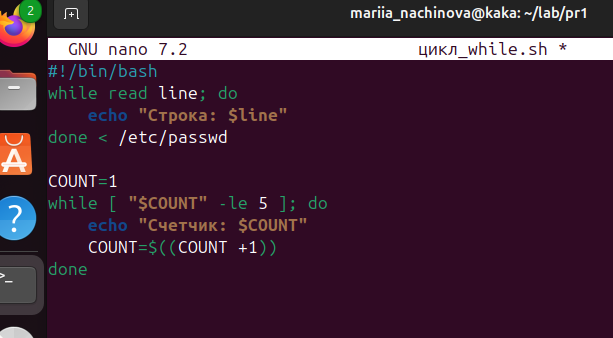 2
mariia_nachinova@kaka: ~/lab/pr1
GNU nano 7.2 цикл_while.sh *
#!/bin/bash
while read line; do
    echo "Строка: $line"
done < /etc/passwd

COUNT=1
while [ "$COUNT" -le 5 ]; do
    echo "Счетчик: $COUNT"
    COUNT=$((COUNT +1))
done